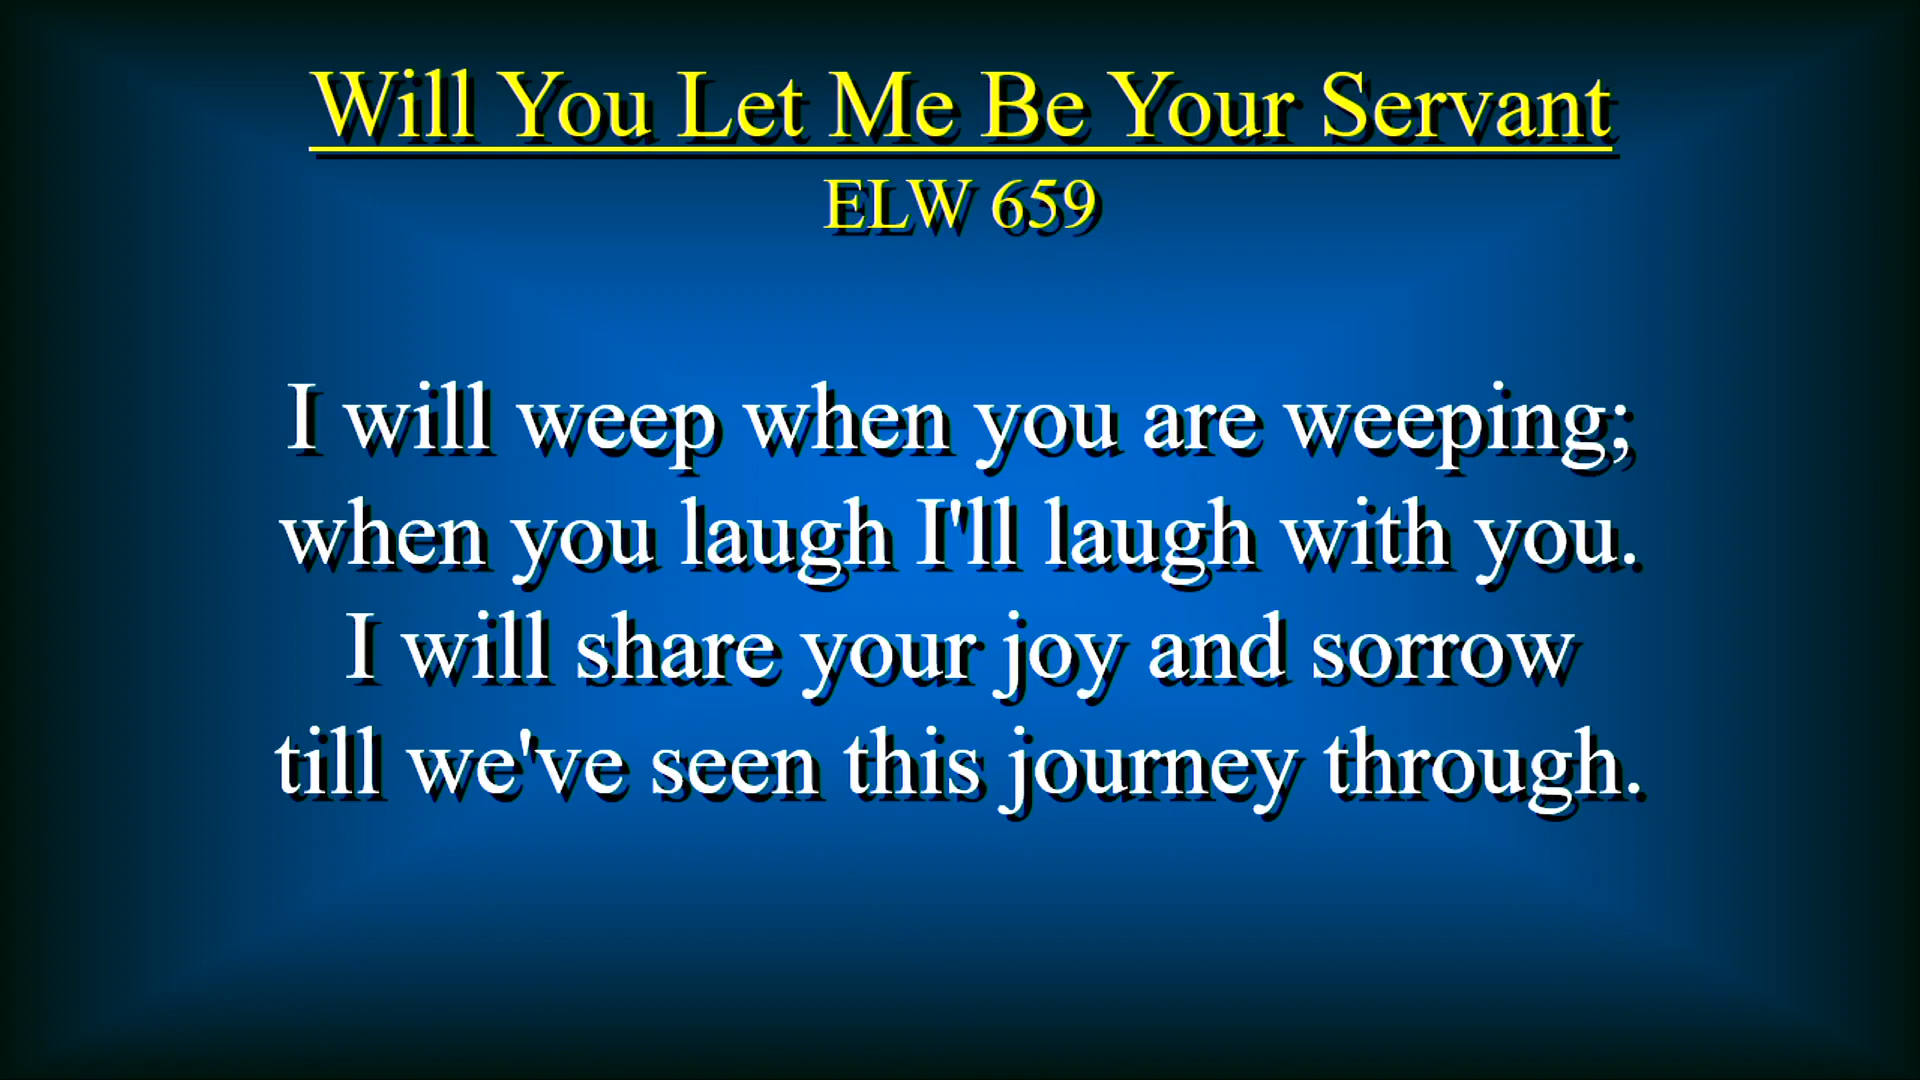 Will You Let Me Be Your Servant
ELW 659
I will weep when you are weeping;
when you laugh I'll laugh with you.
I will share your joy and sorrow
till we've seen this journey through.